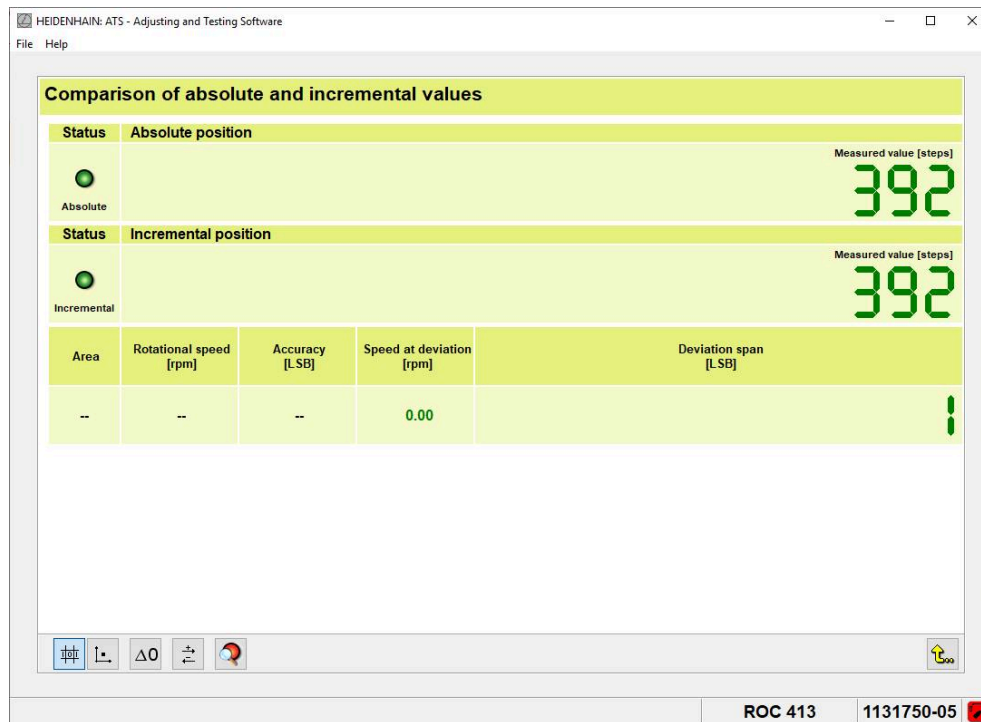 HEIDENHAIN: ATS - Adjusting and Testing Software
File Help
Comparison of absolute and incremental values
Status Absolute position
Measured value [steps]
392
Absolute
Status Incremental position
Measured value [steps]
392
Incremental
Area Rotational speed [rpm] Accuracy [LSB] Speed at deviation [rpm] Deviation span [LSB]
-- -- -- 0.00 1
Δ0
ROC 413 1131750-05